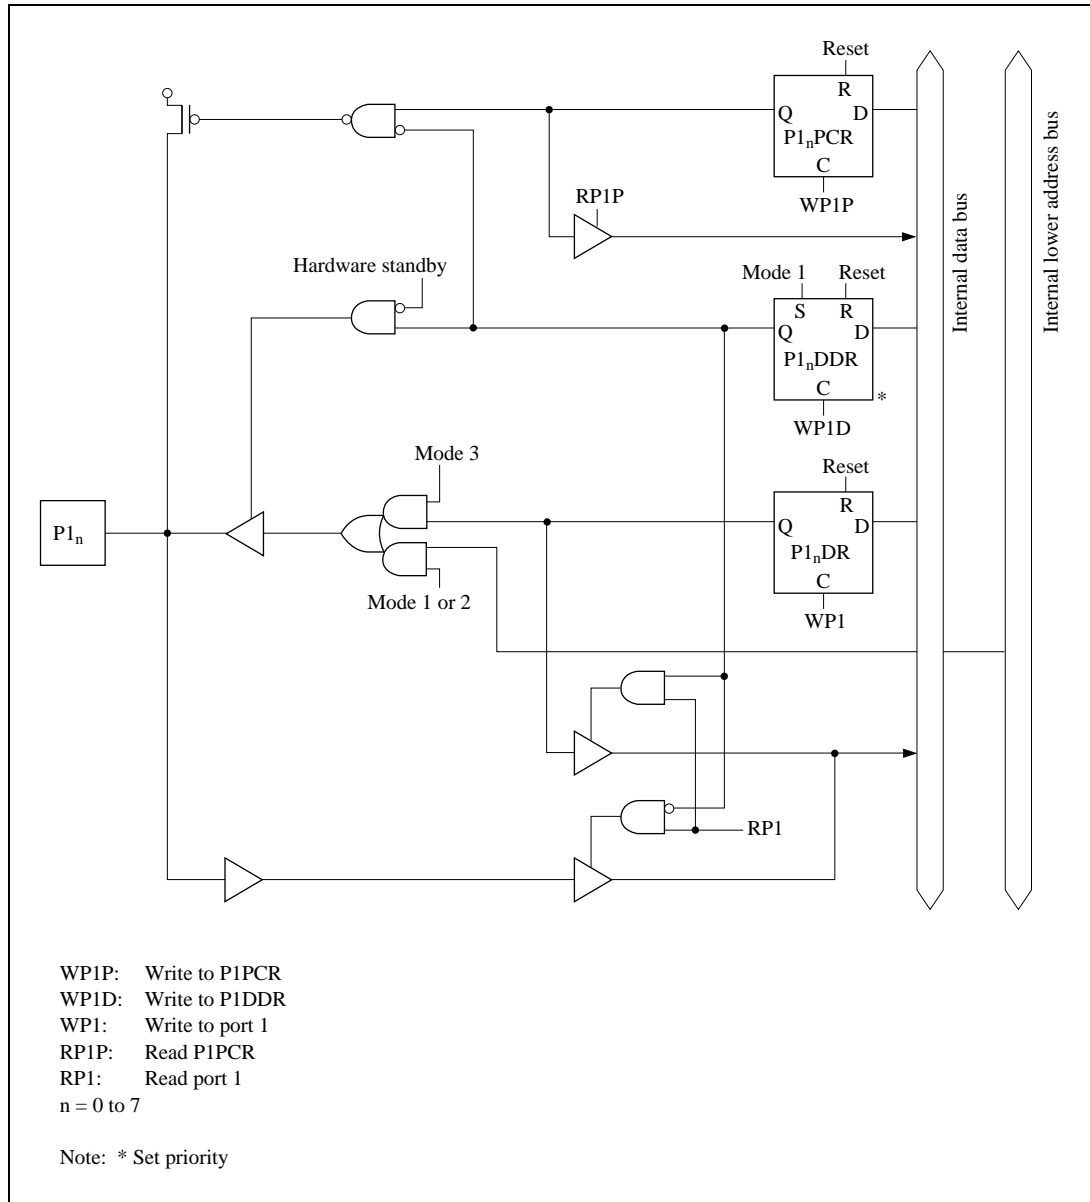 Reset
R
Q
D
P1nPCR
C
WP1P
RP1P
Hardware standby
Mode 1
Reset
S
R
Q
D
P1nDDR
C
*
WP1D
Internal data bus
Internal lower address bus
Mode 3
Reset
R
Q
D
P1n
P1nDR
C
Mode 1 or 2
WP1
RP1
WP1P: Write to P1PCR
WP1D: Write to P1DDR
WP1: Write to port 1
RP1P: Read P1PCR
RP1: Read port 1
n = 0 to 7
Note: * Set priority